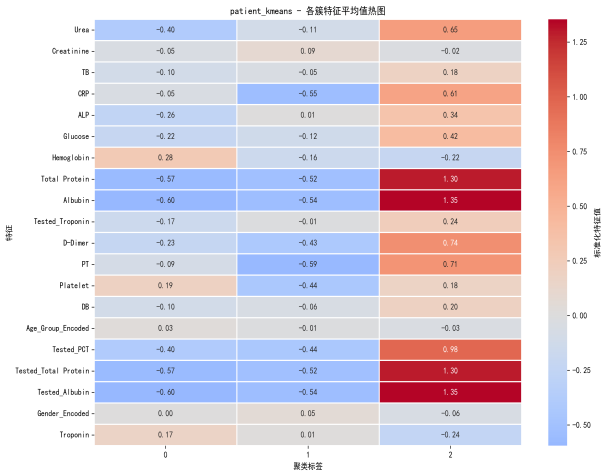 patient_kmeans - 各簇特征平均值热图
Urea -0.40 -0.11 0.65
Creatinine -0.05 0.09 -0.02
TB -0.10 -0.05 0.18
CRP -0.05 -0.55 0.61
ALP -0.26 0.01 0.34
Glucose -0.22 -0.12 0.42
Hemoglobin 0.28 -0.16 -0.22
Total Protein -0.57 -0.52 1.30
Albubin -0.60 -0.54 1.35
Tested_Troponin -0.17 -0.01 0.24
D-Dimer -0.23 -0.43 0.74
PT -0.09 -0.59 0.71
Platelet 0.19 -0.44 0.18
DB -0.10 -0.06 0.20
Age_Group_Encoded 0.03 -0.01 -0.03
Tested_PCT -0.40 -0.44 0.98
Tested_Total Protein -0.57 -0.52 1.30
Tested_Albubin -0.60 -0.54 1.35
Gender_Encoded 0.00 0.05 -0.06
Troponin 0.17 0.01 -0.24
0 1 2
聚类标签
特征
1.25
1.00
0.75
0.50
0.25
0.00
-0.25
-0.50
标准化特征值